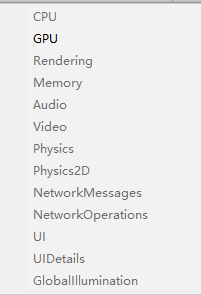 CPU
GPU
Rendering
Memory
Audio
Video
Physics
Physics2D
NetworkMessages
NetworkOperations
UI
UIDetails
GlobalIllumination